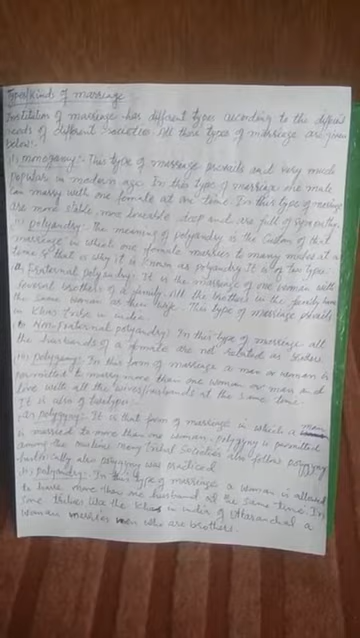 Types/kinds of marriage
Institution of marriage has different types according to the different
needs of different societies. All these types of marriage are given
below:-
(i) monogamy:- This type of marriage prevails and very much
popular in modern age. In this type of marriage one male
can marry with one female at one time. In this type of marriage
are more stable, more loveable, deep and are full of sympathy.
polyandry: the meaning of polyandry is the custom of that
marriage in which one female marries to many males at a
time so that is why it is known as polyandry. It is of two types.
a) fraternal polyandry: It is the marriage of one woman with
several brothers of a family. All the brothers in the family have
the same woman as their wife. This type of marriage prevails
in Khas tribe in india.
b) Non-fraternal polyandry: In this type of marriage all
the husbands of a female are not related as brothers
(iii) polygamy: In this form of marriage a man or woman is
permitted to marry more than one woman or man and
live with all the wives/husbands at the same time.
It is also of two types:-
polygyny: It is that form of marriage in which a man
is married to more than one woman. polygyny is permitted
among the muslims many tribal societies also follow polygyny
also polygyny was practiced
polyandry:- In this type of marriage a woman is allowed
to have more than one husband at the same time. In
some tribes like the Khas in india of Uttaranchal a
woman marries men who are brothers.